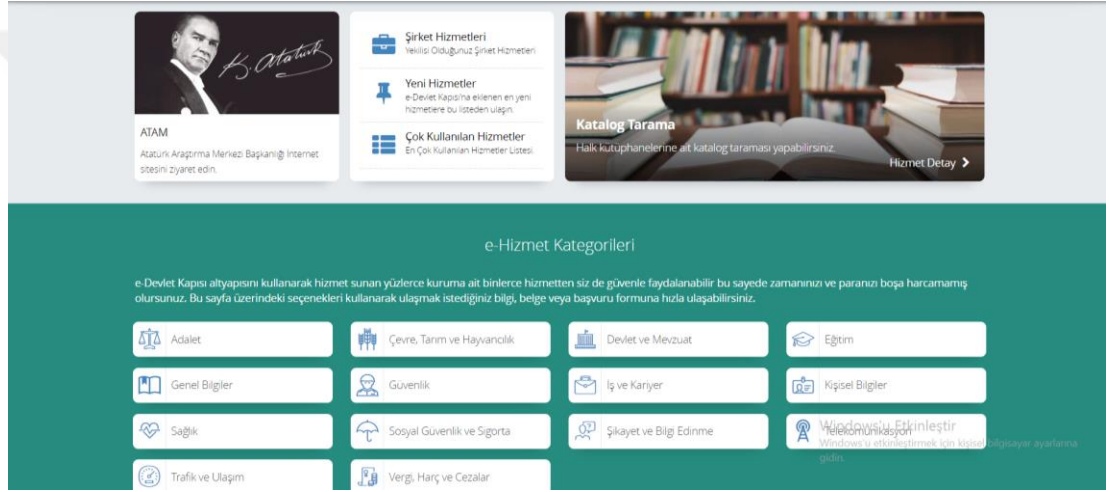 K. Atatürk
ATAM
Atatürk Araştırma Merkezi Başkanlığı İnternet
sitesini ziyaret edin.
Şirket Hizmetleri
Yekilisi Olduğunuz Şirket Hizmetleri
Yeni Hizmetler
e-Devlet Kapısı'na eklenen en yeni
hizmetlere bu listeden ulaşın.
Çok Kullanılan Hizmetler
En Çok Kullanılan Hizmetler Listesi.
Katalog Tarama
Halk kütüphanelerine ait katalog taraması yapabilirsiniz.
Hizmet Detay
e-Hizmet Kategorileri
e-Devlet Kapısı altyapısını kullanarak hizmet sunan yüzlerce kuruma ait binlerce hizmetten siz de güvenle faydalanabilir bu sayede zamanınızı ve paranızı boşa harcamamış
olursunuz. Bu sayfa üzerindeki seçenekleri kullanarak ulaşmak istediğiniz bilgi, belge veya başvuru formuna hızla ulaşabilirsiniz.
Adalet
Çevre, Tarım ve Hayvancılık
Devlet ve Mevzuat
Eğitim
Genel Bilgiler
Güvenlik
İş ve Kariyer
Kişisel Bilgiler
Sağlık
Sosyal Güvenlik ve Sigorta
Şikayet ve Bilgi Edinme
Telekomünikasyon
Windows'u Etkinleştir
Windows'u etkinleştirmek için kişisel bilgisayar ayarlarına
gidin.
Trafik ve Ulaşım
Vergi, Harç ve Cezalar